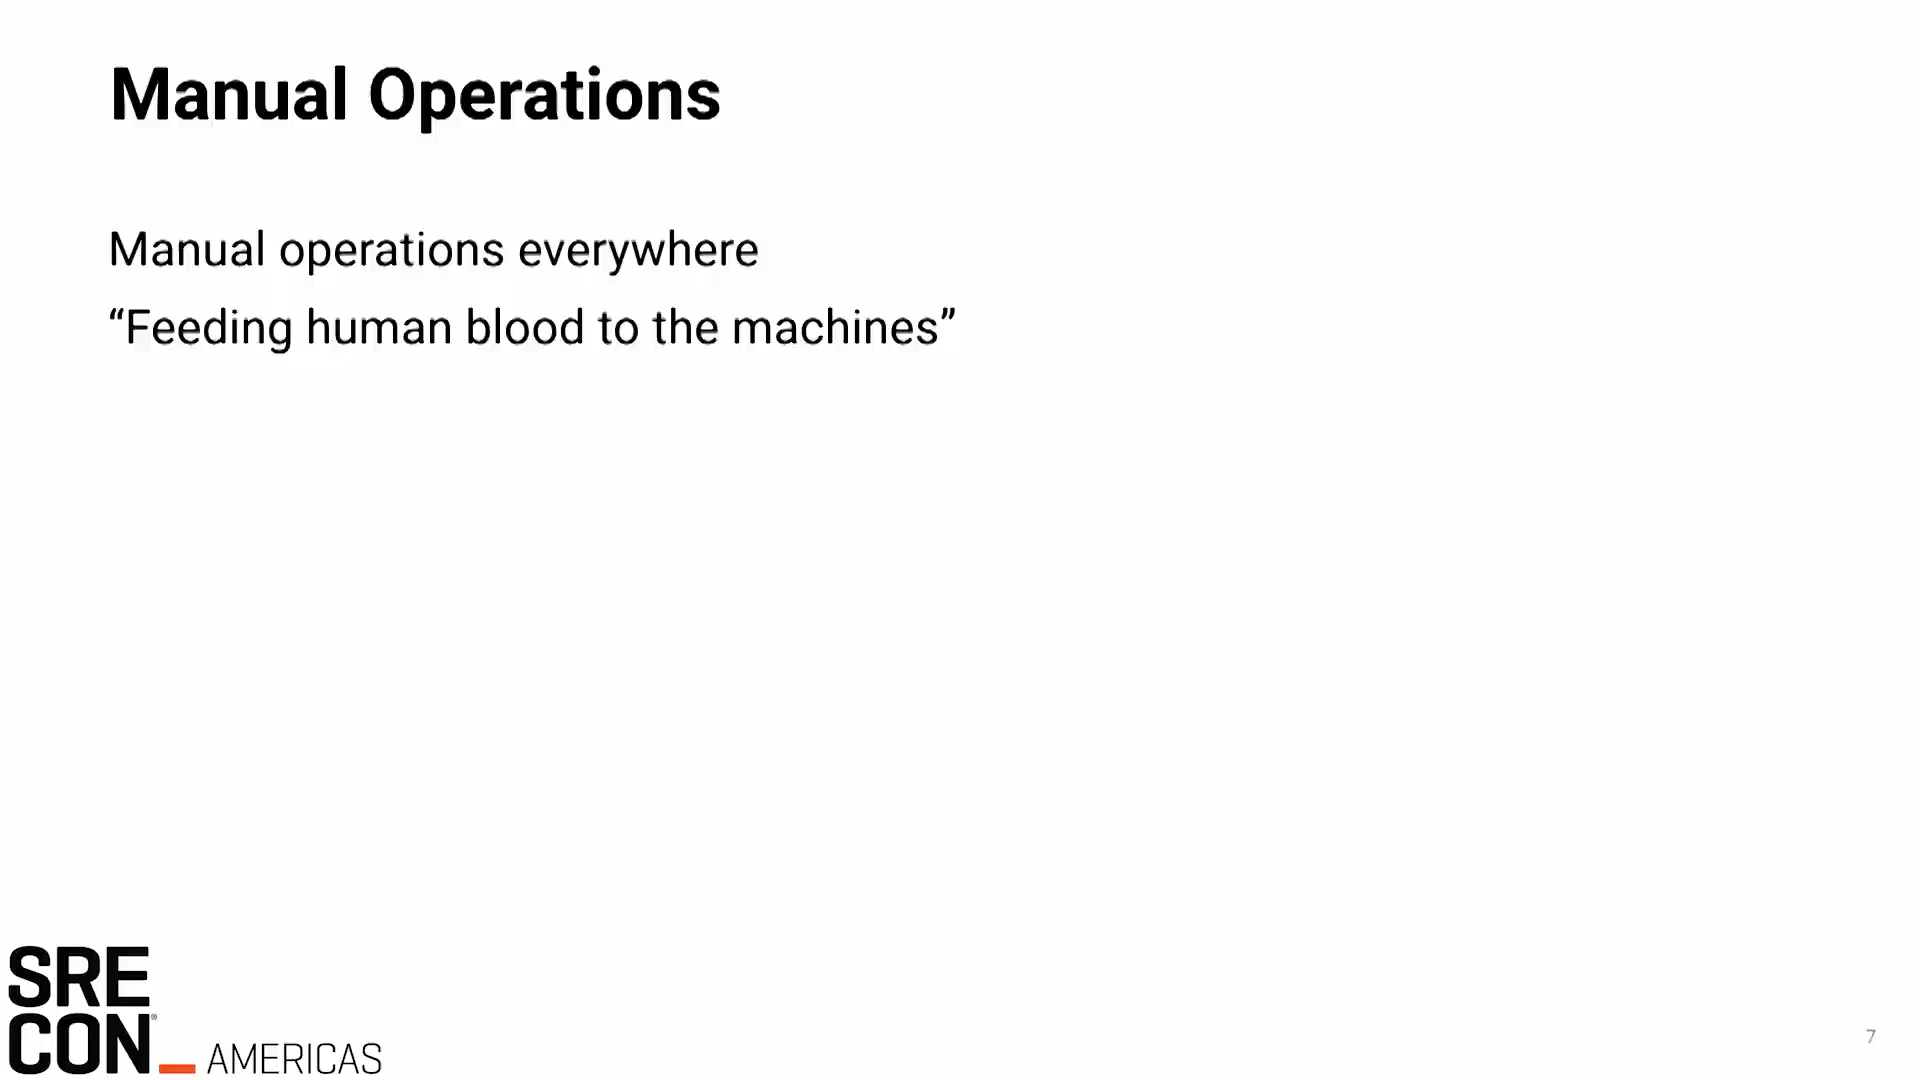 Manual Operations
Manual operations everywhere
“Feeding human blood to the machines”
SRE
CON® AMERICAS
7